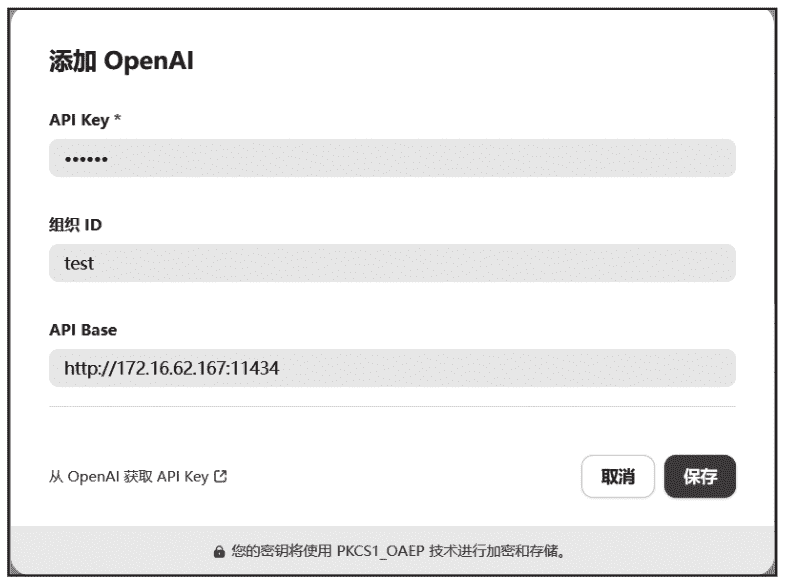 添加 OpenAI
API Key *
••••••
组织 ID
test
API Base
http://172.16.62.167:11434
从 OpenAI 获取 API Key
取消
保存
您的密钥将使用 PKCS1_OAEP 技术进行加密和存储。